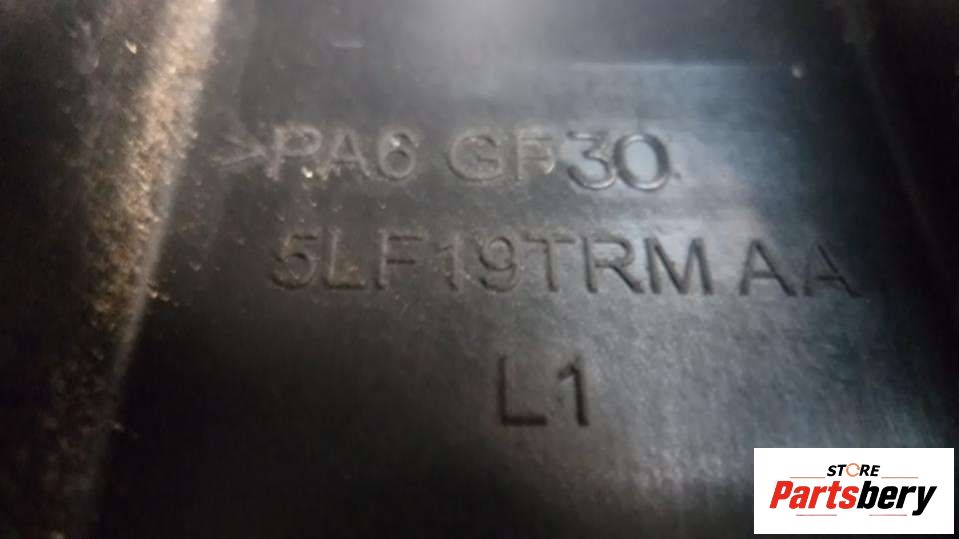 >PA6 GF30
5LF19TRM AA
L1
STORE
Partsbery